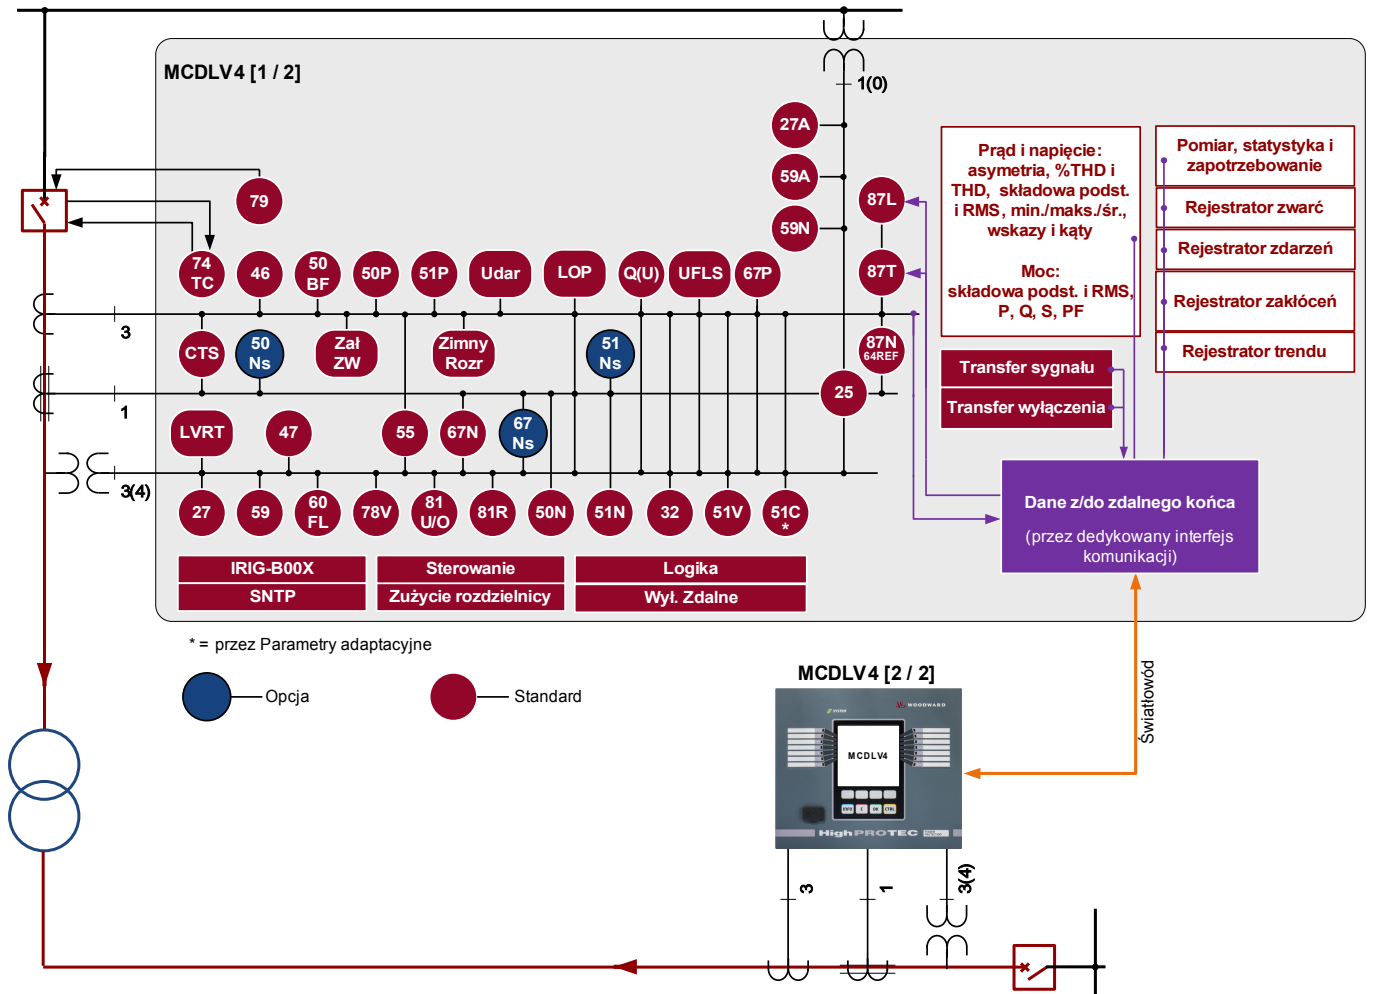 MCDLV4 [1 / 2]
1(0)
27A
59A
59N
79
74
TC
46
50
BF
50P
51P
Udar
LOP
Q(U)
UFLS
67P
87L
87T
3
CTS
50
Ns
Zał
ZW
Zimny
Rozr
51
Ns
87N
64REF
1
25
LVRT
47
55
67N
67
Ns
3(4)
27
59
60
FL
78V
81
U/O
81R
50N
51N
32
51V
51C
*
IRIG-B00X
SNTP
Sterowanie
Zużycie rozdzielnicy
Logika
Wył. Zdalne
Prąd i napięcie:
asymetria, %THD i
THD, składowa podst.
i RMS, min./maks./śr.,
wskazy i kąty
Moc:
składowa podst. i RMS,
P, Q, S, PF
Pomiar, statystyka i
zapotrzebowanie
Rejestrator zwarć
Rejestrator zdarzeń
Rejestrator zakłóceń
Rejestrator trendu
Transfer sygnału
Transfer wyłączenia
Dane z/do zdalnego końca
(przez dedykowany interfejs
komunikacji)
* = przez Parametry adaptacyjne
Opcja
Standard
MCDLV4 [2 / 2]
Światłowód
SYSTEM
WOODWARD
MCDLV4
INFO
C
OK
CTRL
HighPROTEC
3
1
3(4)